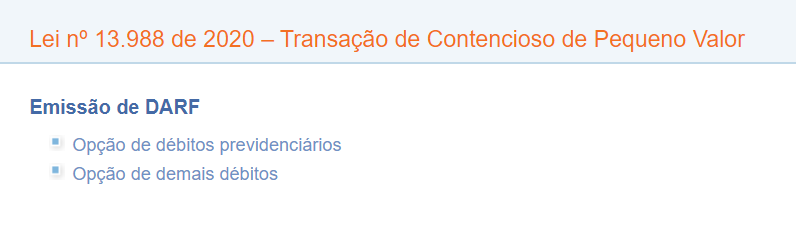 Lei nº 13.988 de 2020 – Transação de Contencioso de Pequeno Valor
Emissão de DARF
Opção de débitos previdenciários
Opção de demais débitos